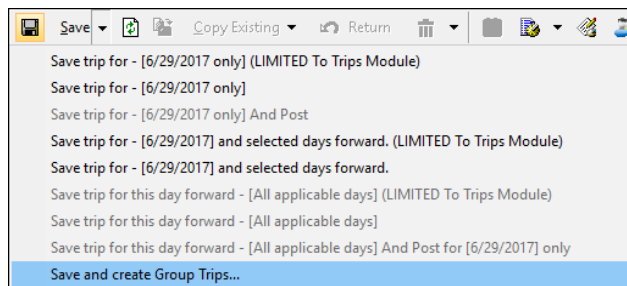 Save Copy Existing Return
Save trip for - [6/29/2017 only] (LIMITED To Trips Module)
Save trip for - [6/29/2017 only]
Save trip for - [6/29/2017 only] And Post
Save trip for - [6/29/2017] and selected days forward. (LIMITED To Trips Module)
Save trip for - [6/29/2017] and selected days forward.
Save trip for this day forward - [All applicable days] (LIMITED To Trips Module)
Save trip for this day forward - [All applicable days]
Save trip for this day forward - [All applicable days] And Post for [6/29/2017] only
Save and create Group Trips...